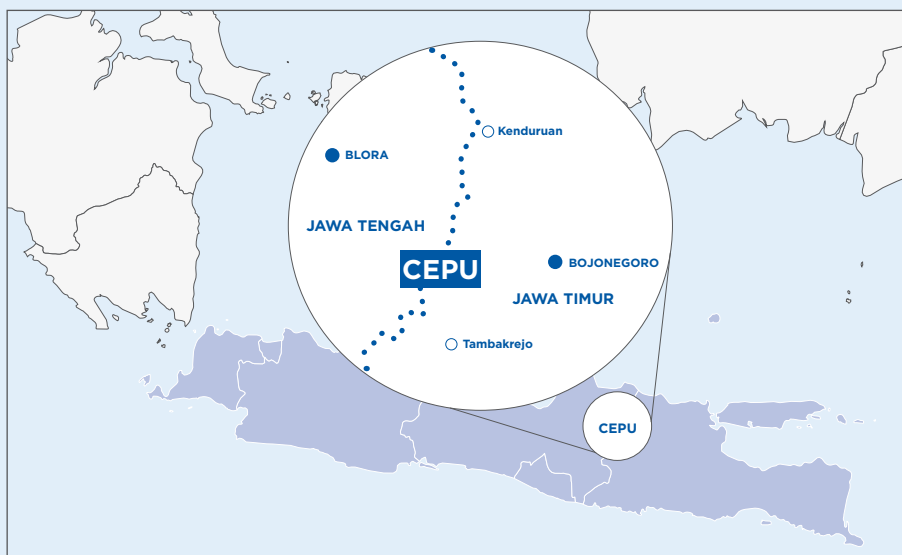 Kenduruan
BLORA
JAWA TENGAH
CEPU
BOJONEGORO
JAWA TIMUR
Tambakrejo
CEPU